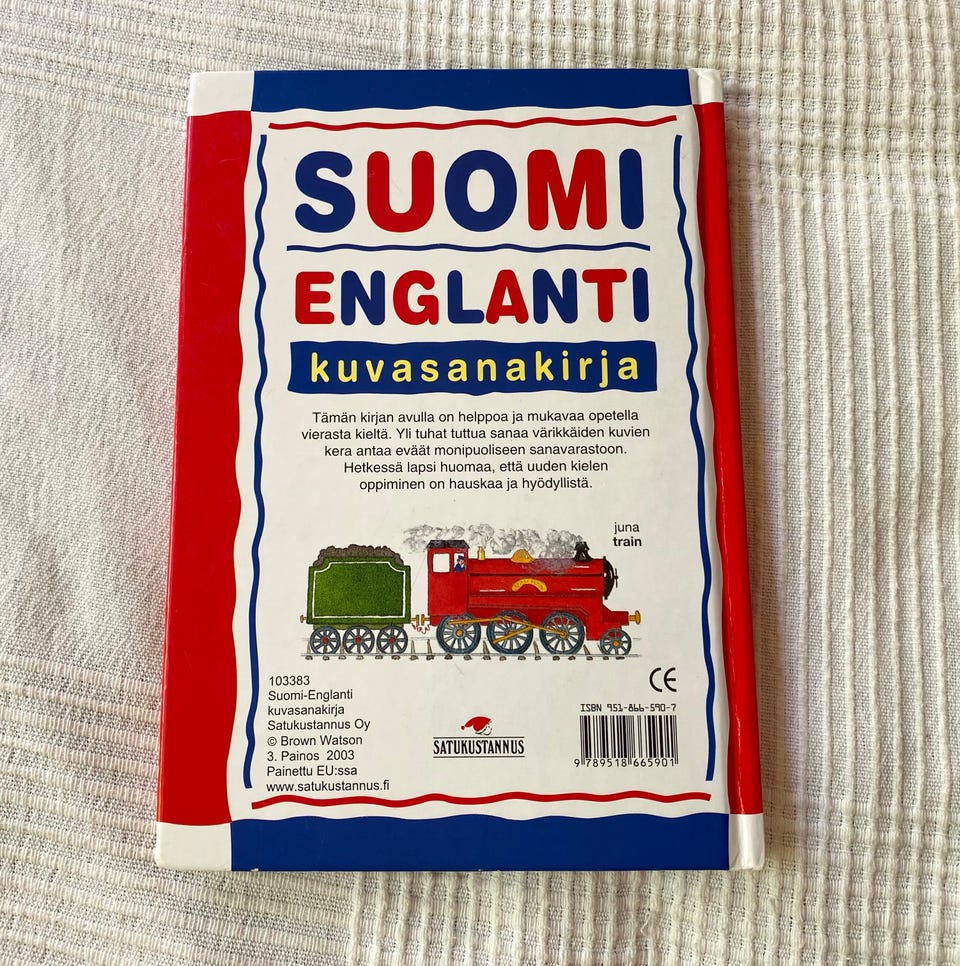 SUOMI
ENGLANTI
kuvasanakirja
Tämän kirjan avulla on helppoa ja mukavaa opetella
vierasta kieltä. Yli tuhat tuttua sanaa värikkäiden kuvien
kera antaa eväät monipuoliseen sanavarastoon.
Hetkessä lapsi huomaa, että uuden kielen
oppiminen on hauskaa ja hyödyllistä.
juna
train
103383
Suomi-Englanti
kuvasanakirja
Satukustannus Oy
© Brown Watson
3. Painos 2003
Painettu EU:ssa
www.satukustannus.fi
SATUKUSTANNUS
CE
ISBN 951-866-590-7
9 789518 665901